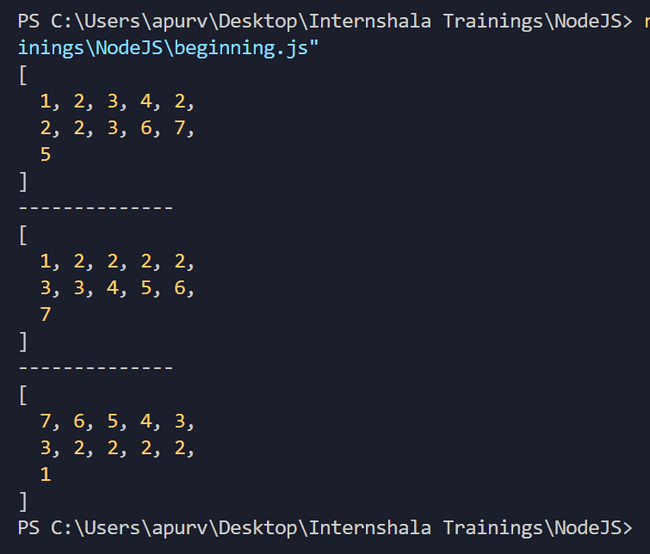 PS C:\Users\apurv\Desktop\Internshala Trainings\NodeJS>
inings\NodeJS\beginning.js"
[
  1, 2, 3, 4, 2,
  2, 2, 3, 6, 7,
  5
]
--------------
[
  1, 2, 2, 2, 2,
  3, 3, 4, 5, 6,
  7
]
--------------
[
  7, 6, 5, 4, 3,
  3, 2, 2, 2, 2,
  1
]
PS C:\Users\apurv\Desktop\Internshala Trainings\NodeJS>